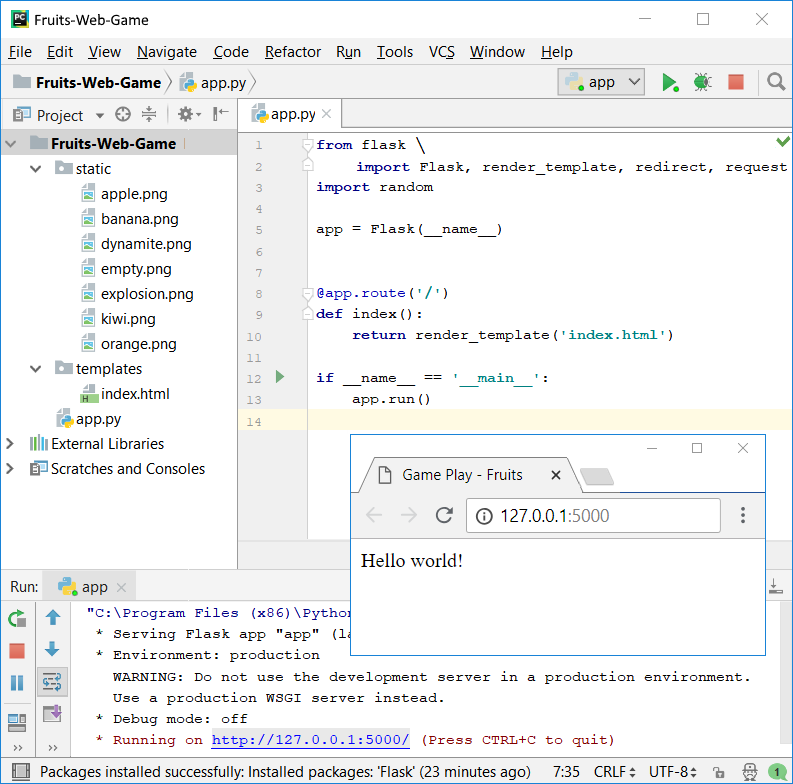 PC Fruits-Web-Game
File Edit View Navigate Code Refactor Run Tools VCS Window Help
Fruits-Web-Game app.py app
Project app.py
Fruits-Web-Game
static
apple.png
banana.png
dynamite.png
empty.png
explosion.png
kiwi.png
orange.png
templates
H index.html
app.py
External Libraries
Scratches and Consoles
1 from flask \
2 import Flask, render_template, redirect, request
3 import random
4
5 app = Flask(__name__)
6
7
8 @app.route('/')
9 def index():
10 return render_template('index.html')
11
12 if __name__ == '__main__':
13 app.run()
14
Game Play - Fruits
127.0.0.1:5000
Hello world!
Run: app
"C:\Program Files (x86)\Python
* Serving Flask app "app" (la
* Environment: production
WARNING: Do not use the development server in a production environment.
Use a production WSGI server instead.
* Debug mode: off
* Running on http://127.0.0.1:5000/ (Press CTRL+C to quit)
Packages installed successfully: Installed packages: 'Flask' (23 minutes ago) 7:35 CRLF UTF-8 1